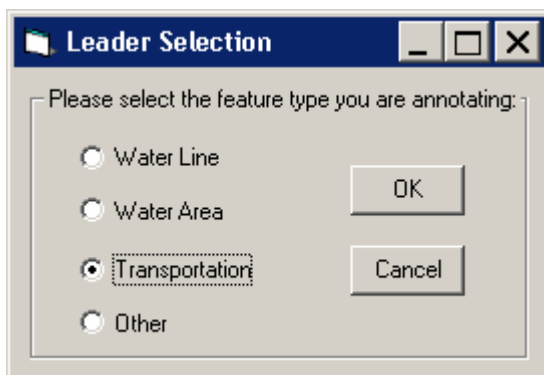 Leader Selection
Please select the feature type you are annotating:
Water Line
Water Area
Transportation
Other
OK
Cancel